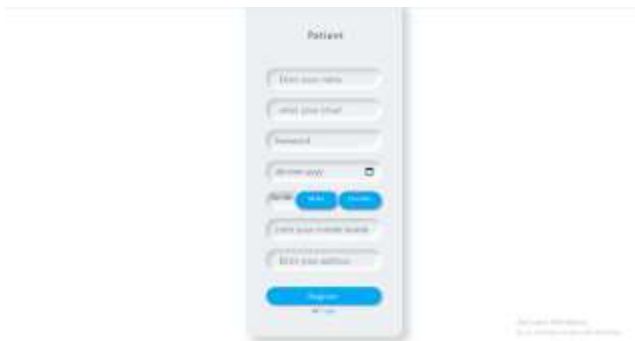 Patient
Enter your name
enter your email
Password
dd-mm-yyyy
Gender Male Female
Enter your mobile
Enter your address
Register